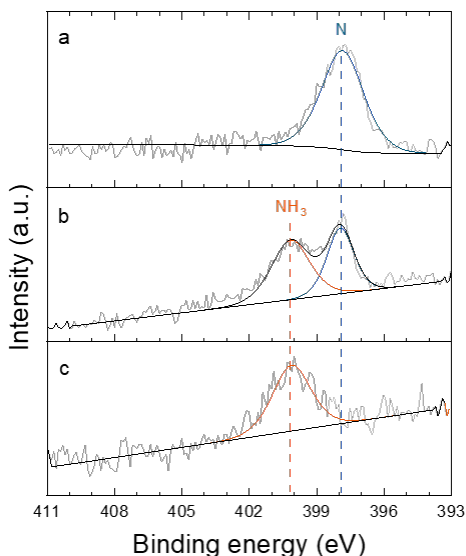 a
N
b
NH₃
c
Intensity (a.u.)
411 408 405 402 399 396 393
Binding energy (eV)